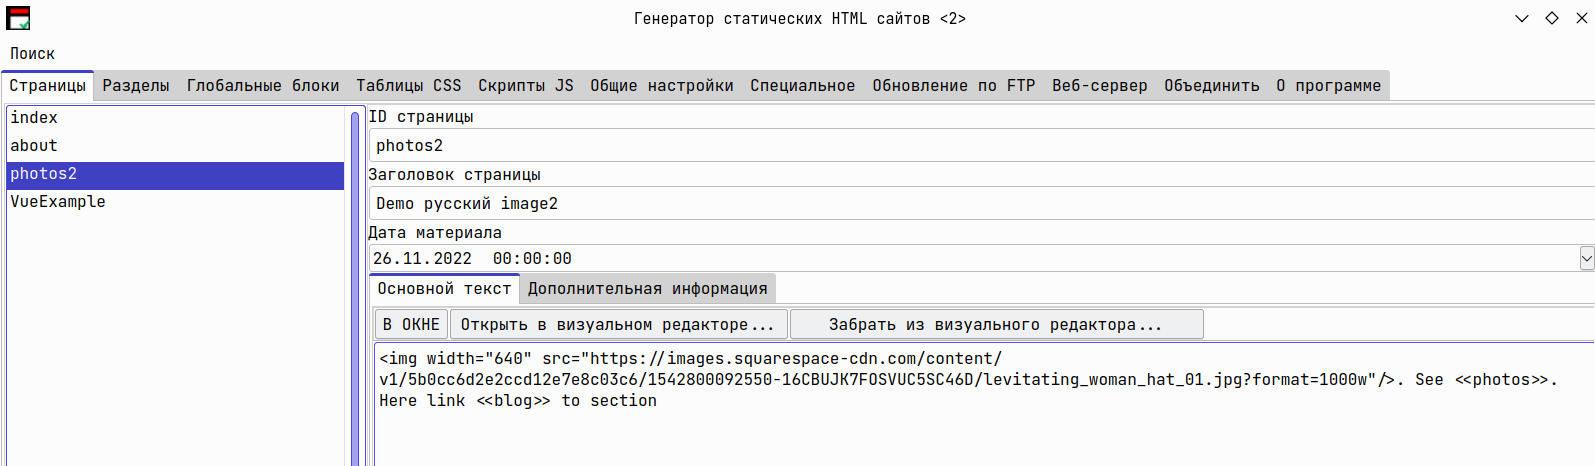 Генератор статических HTML сайтов <2>
Поиск
Страницы Разделы Глобальные блоки Таблицы CSS Скрипты JS Общие настройки Специальное Обновление по FTP Веб-сервер Объединить О программе
index
about
photos2
VueExample
ID страницы
photos2
Заголовок страницы
Demo русский image2
Дата материала
26.11.2022 00:00:00
Основной текст Дополнительная информация
В ОКНЕ Открыть в визуальном редакторе... Забрать из визуального редактора...
<img width="640" src="https://images.squarespace-cdn.com/content/
v1/5b0cc6d2e2ccd12e7e8c03c6/1542800092550-16CBUJK7FOSVUC5SC46D/levitating_woman_hat_01.jpg?format=1000w"/>. See <<photos>>.
Here link <<blog>> to section